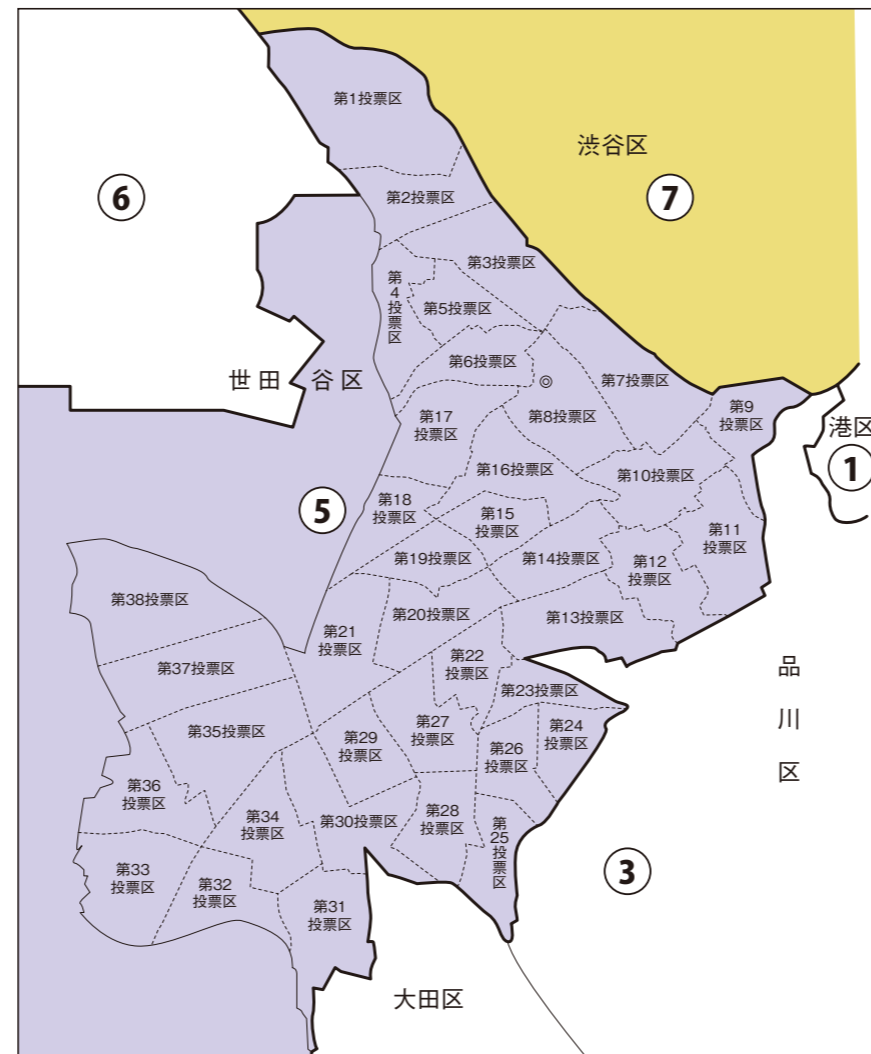 第1投票区
渋谷区
6
7
第2投票区
第3投票区
第4投票区
第5投票区
世田谷区
第6投票区
第7投票区
第17
投票区
第8投票区
第9
投票区
港区
1
第16投票区
第10投票区
第18
投票区
5
第15
投票区
第11
投票区
第19投票区
第14投票区
第12
投票区
第38投票区
第20投票区
第13投票区
第21
投票区
第37投票区
第22
投票区
品川区
第23投票区
第35投票区
第29
投票区
第27
投票区
第24
投票区
第26
投票区
第36
投票区
第34
投票区
第30投票区
第28
投票区
第25投票区
第33
投票区
第32
投票区
3
第31
投票区
大田区